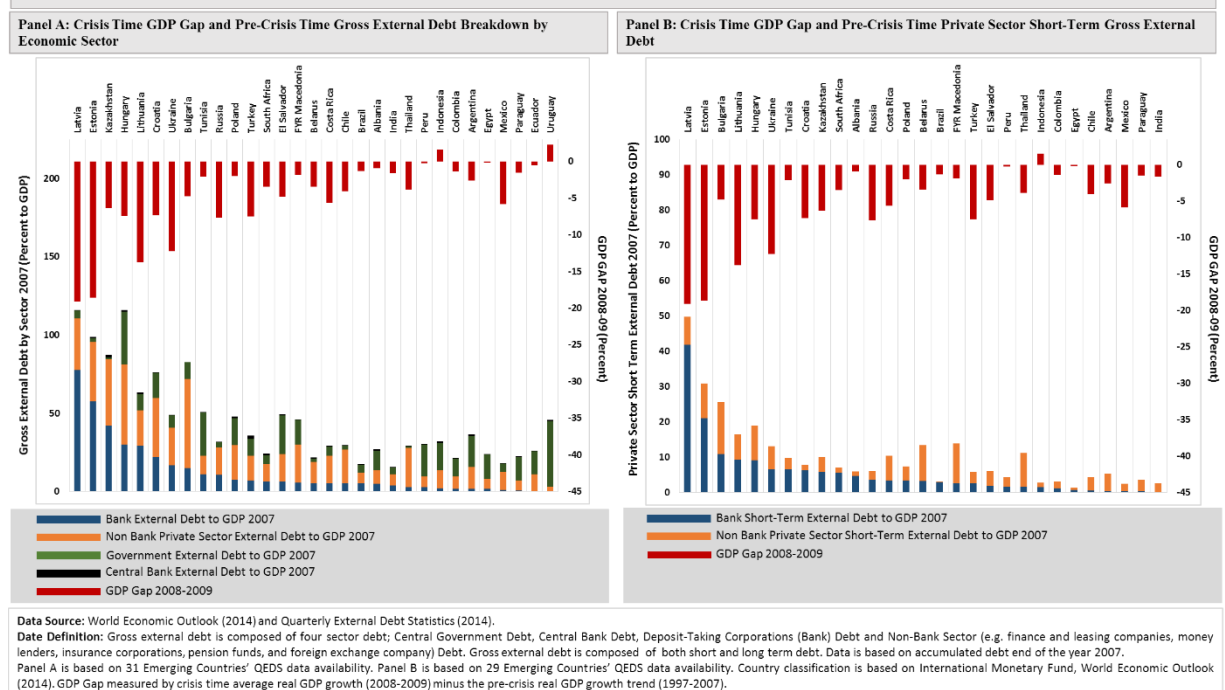 Panel A: Crisis Time GDP Gap and Pre-Crisis Time Gross External Debt Breakdown by
Economic Sector
Latvia
Estonia
Kazakhstan
Hungary
Lithuania
Croatia
Ukraine
Bulgaria
Tunisia
Russia
Poland
Turkey
South Africa
El Salvador
FYR Macedonia
Belarus
Costa Rica
Chile
Brazil
Albania
India
Thailand
Peru
Indonesia
Colombia
Argentina
Egypt
Mexico
Paraguay
Ecuador
Uruguay
Gross External Debt by Sector 2007 (Percent to GDP)
200
150
100
50
0
0
-5
-10
-15
-20
-25
-30
-35
-40
-45
GDP GAP 2008-09 (Percent)
Bank External Debt to GDP 2007
Non Bank Private Sector External Debt to GDP 2007
Government External Debt to GDP 2007
Central Bank External Debt to GDP 2007
GDP Gap 2008-2009
Panel B: Crisis Time GDP Gap and Pre-Crisis Time Private Sector Short-Term Gross External
Debt
Latvia
Estonia
Bulgaria
Lithuania
Hungary
Ukraine
Tunisia
Croatia
Kazakhstan
South Africa
Albania
Russia
Costa Rica
Poland
Belarus
Brazil
FYR Macedonia
Turkey
El Salvador
Peru
Thailand
Indonesia
Colombia
Egypt
Chile
Argentina
Mexico
Paraguay
India
Private Sector Short Term External Debt 2007 (Percent to GDP)
100
90
80
70
60
50
40
30
20
10
0
0
-5
-10
-15
-20
-25
-30
-35
-40
-45
GDP GAP 2008-09 (Percent)
Bank Short-Term External Debt to GDP 2007
Non Bank Private Sector Short-Term External Debt to GDP 2007
GDP Gap 2008-2009
Data Source: World Economic Outlook (2014) and Quarterly External Debt Statistics (2014).
Date Definition: Gross external debt is composed of four sector debt; Central Government Debt, Central Bank Debt, Deposit-Taking Corporations (Bank) Debt and Non-Bank Sector (e.g. finance and leasing companies, money
lenders, insurance corporations, pension funds, and foreign exchange company) Debt. Gross external debt is composed of both short and long term debt. Data is based on accumulated debt end of the year 2007.
Panel A is based on 31 Emerging Countries' QEDS data availability. Panel B is based on 29 Emerging Countries' QEDS data availability. Country classification is based on International Monetary Fund, World Economic Outlook
(2014). GDP Gap measured by crisis time average real GDP growth (2008-2009) minus the pre-crisis real GDP growth trend (1997-2007).